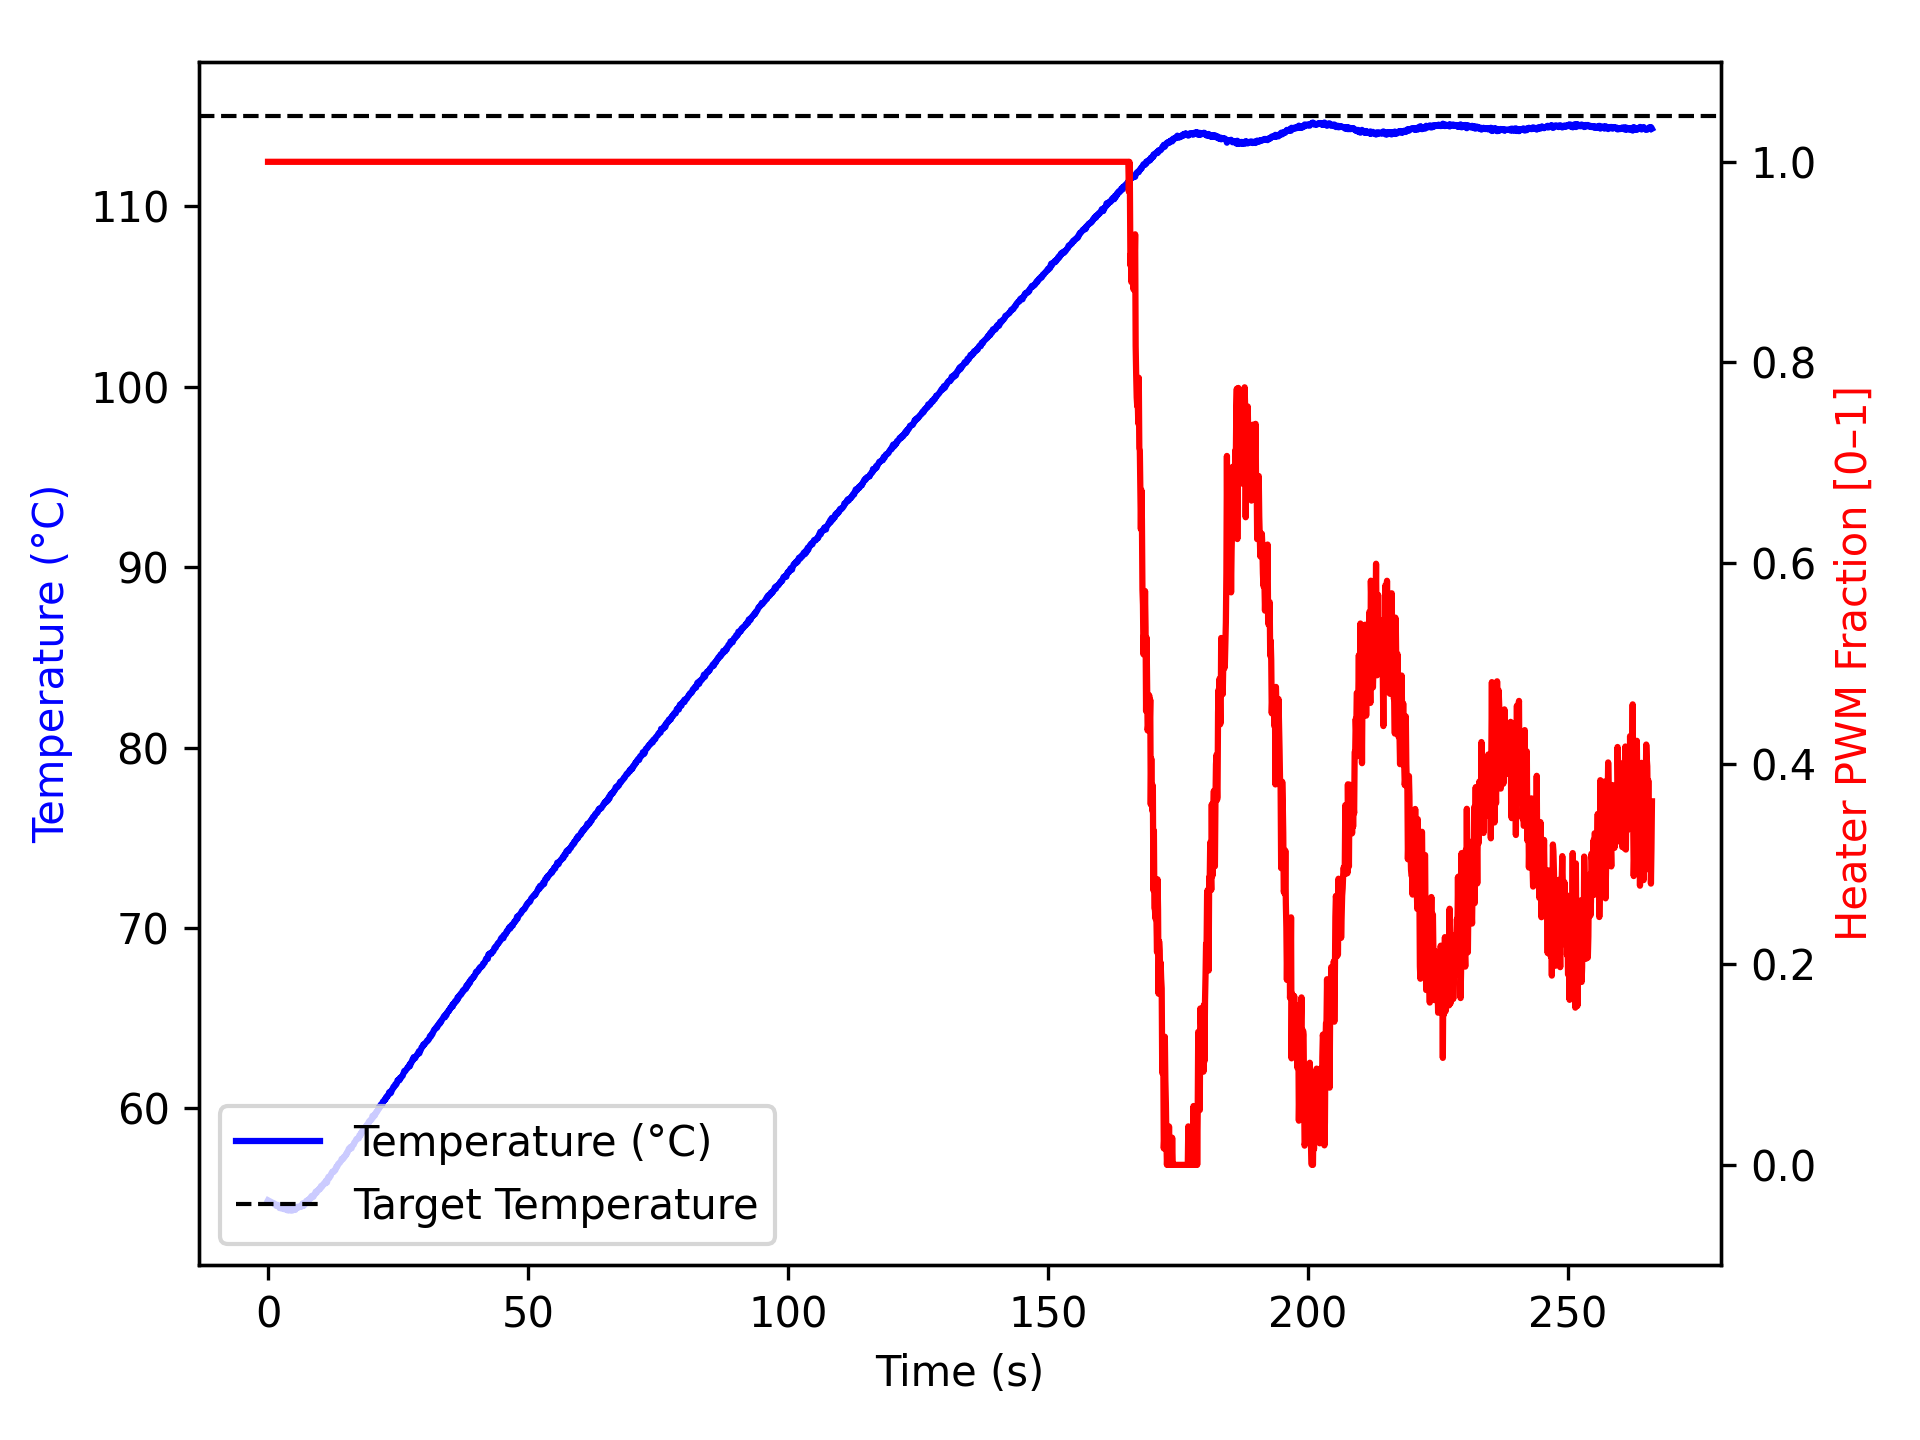 110
100
90
80
70
60
Temperature (°C)
1.0
0.8
0.6
0.4
0.2
0.0
Heater PWM Fraction [0–1]
Temperature (°C)
Target Temperature
0 50 100 150 200 250
Time (s)